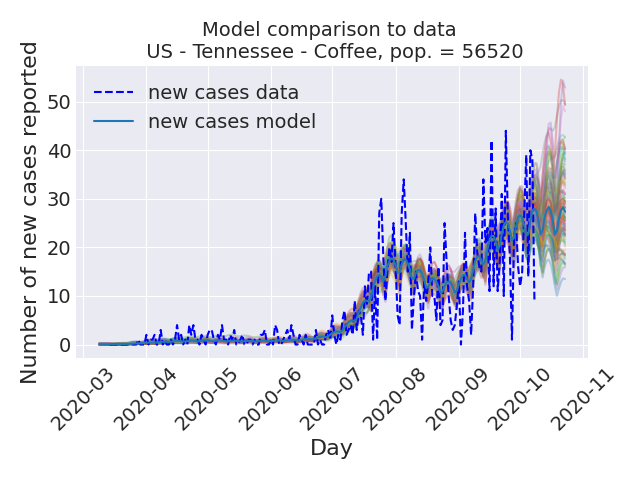 Model comparison to data
US - Tennessee - Coffee, pop. = 56520
Number of new cases reported
50
40
30
20
10
0
new cases data
new cases model
2020-03
2020-04
2020-05
2020-06
2020-07
2020-08
2020-09
2020-10
2020-11
Day